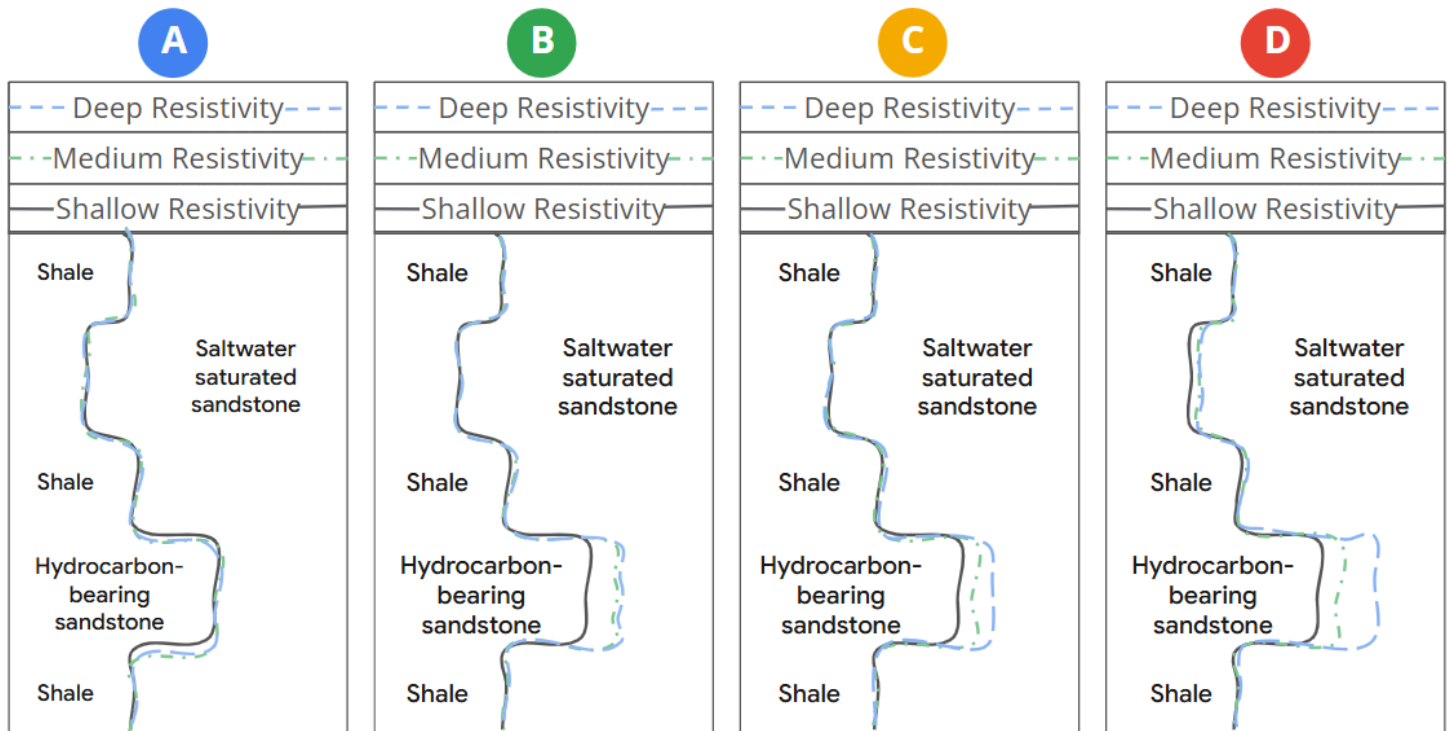 A
Deep Resistivity
Medium Resistivity
Shallow Resistivity
Shale
Saltwater
saturated
sandstone
Shale
Hydrocarbon-
bearing
sandstone
Shale
B
Deep Resistivity
Medium Resistivity
Shallow Resistivity
Shale
Saltwater
saturated
sandstone
Shale
Hydrocarbon-
bearing
sandstone
Shale
C
Deep Resistivity
Medium Resistivity
Shallow Resistivity
Shale
Saltwater
saturated
sandstone
Shale
Hydrocarbon-
bearing
sandstone
Shale
D
Deep Resistivity
Medium Resistivity
Shallow Resistivity
Shale
Saltwater
saturated
sandstone
Shale
Hydrocarbon-
bearing
sandstone
Shale